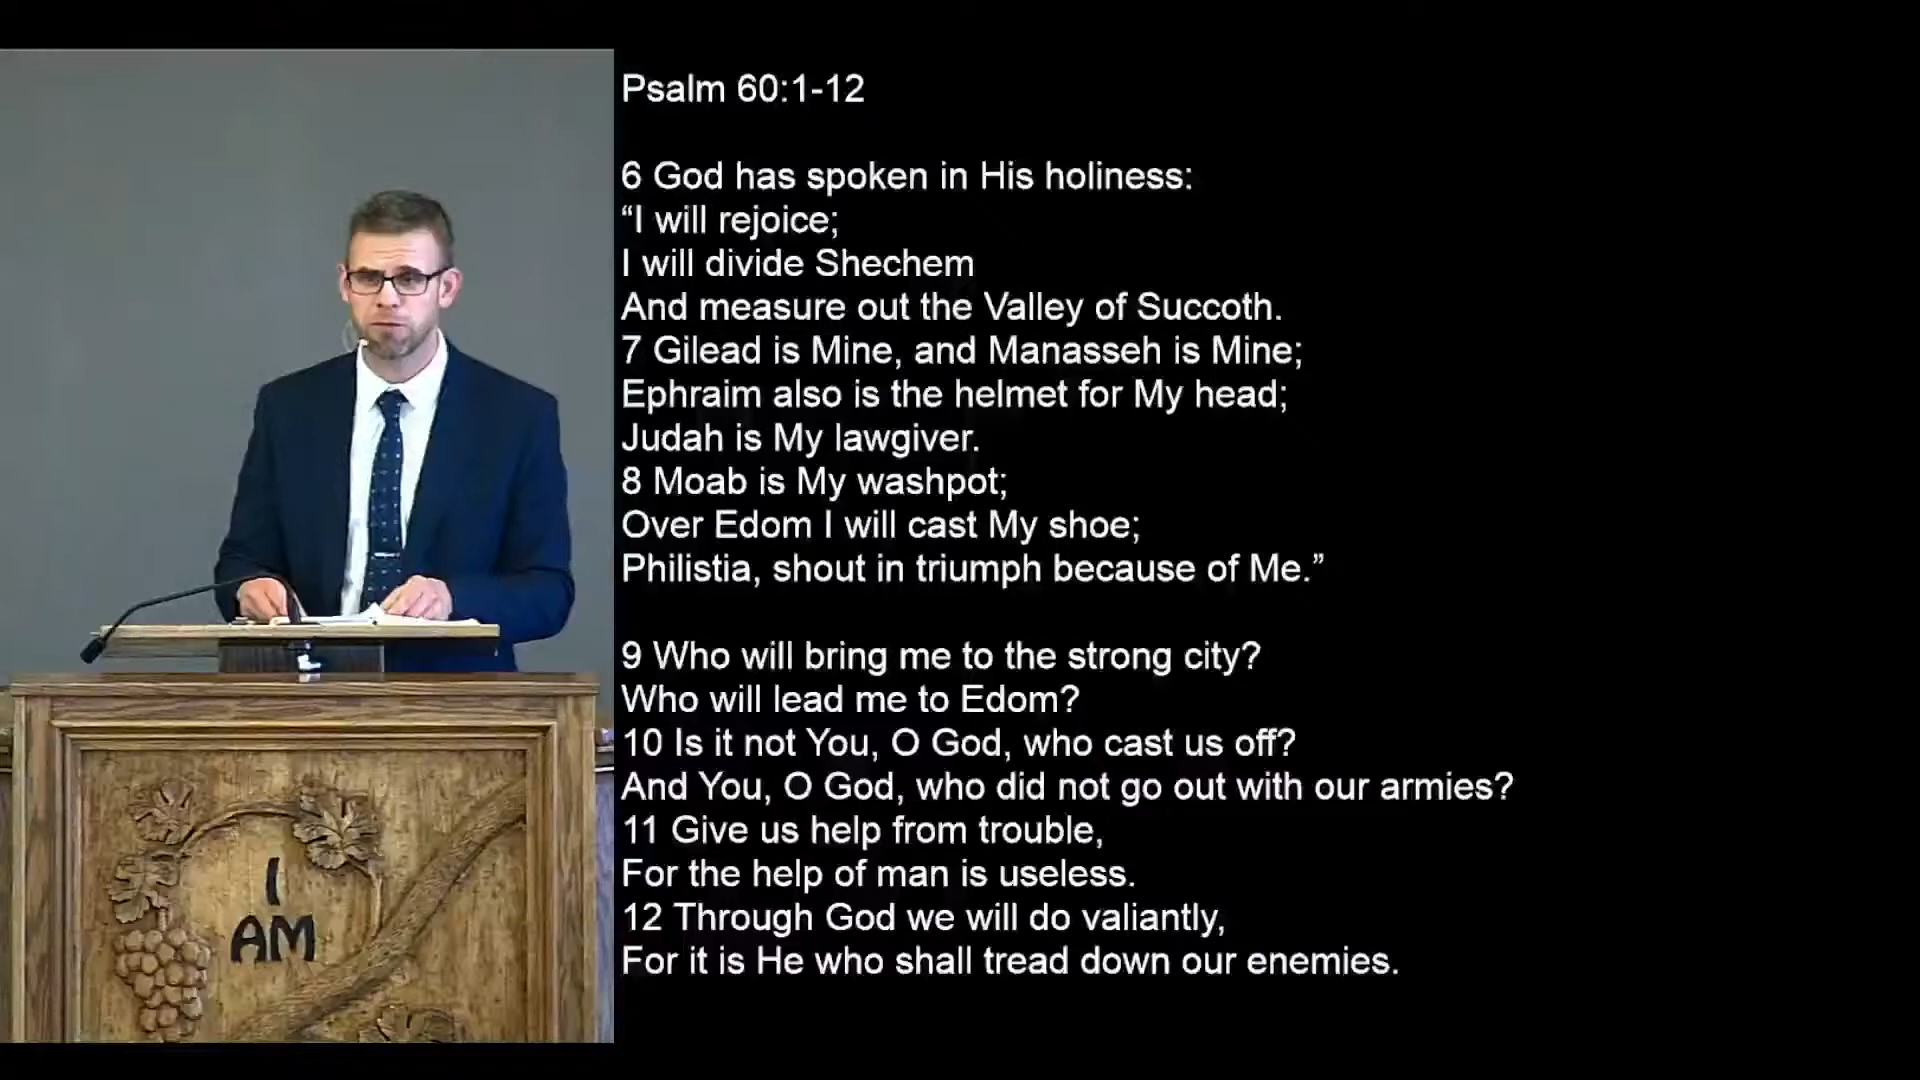 Psalm 60:1-12
6 God has spoken in His holiness:
“I will rejoice;
I will divide Shechem
And measure out the Valley of Succoth.
7 Gilead is Mine, and Manasseh is Mine;
Ephraim also is the helmet for My head;
Judah is My lawgiver.
8 Moab is My washpot;
Over Edom I will cast My shoe;
Philistia, shout in triumph because of Me.”
9 Who will bring me to the strong city?
Who will lead me to Edom?
10 Is it not You, O God, who cast us off?
And You, O God, who did not go out with our armies?
11 Give us help from trouble,
For the help of man is useless.
12 Through God we will do valiantly,
For it is He who shall tread down our enemies.
I
AM